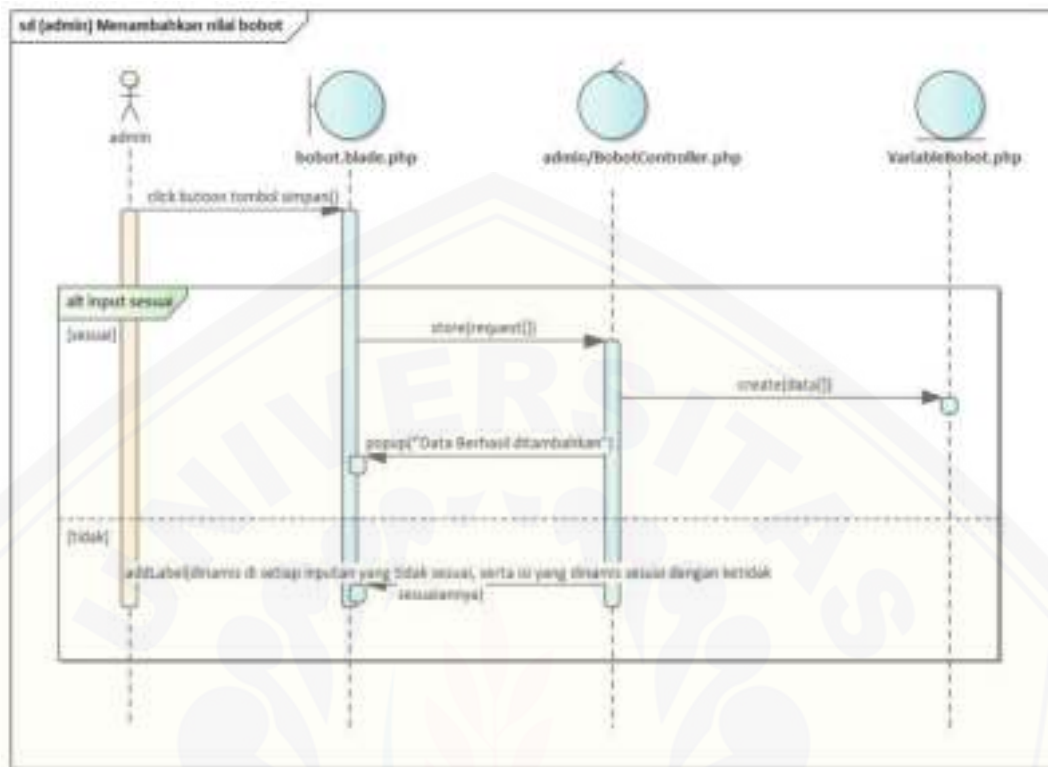 sd (admin) Menambahkan nilai bobot
admin
bobot.blade.php
admin/BobotController.php
VariableBobot.php
click butoon tombol simpan()
alt input sesuai
[sesuai]
store(request[])
create(data[])
popup("Data Berhasil ditambahkan")
[tidak]
addLabel(dinamis di setiap inputan yang tidak sesuai, serta isi yang dinamis sesuai dengan ketidak
sesuaiannya)
UNIVERSITAS